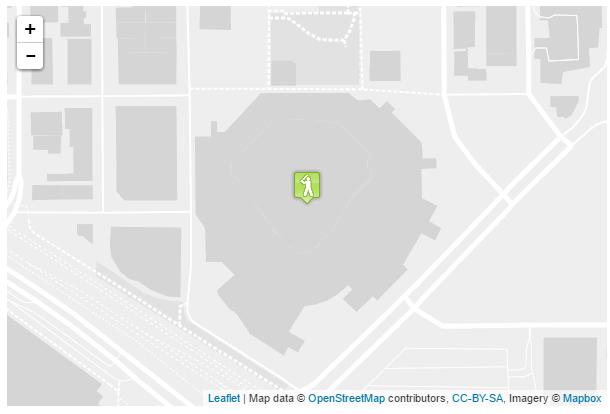 +
−
Leaflet | Map data © OpenStreetMap contributors, CC-BY-SA, Imagery © Mapbox